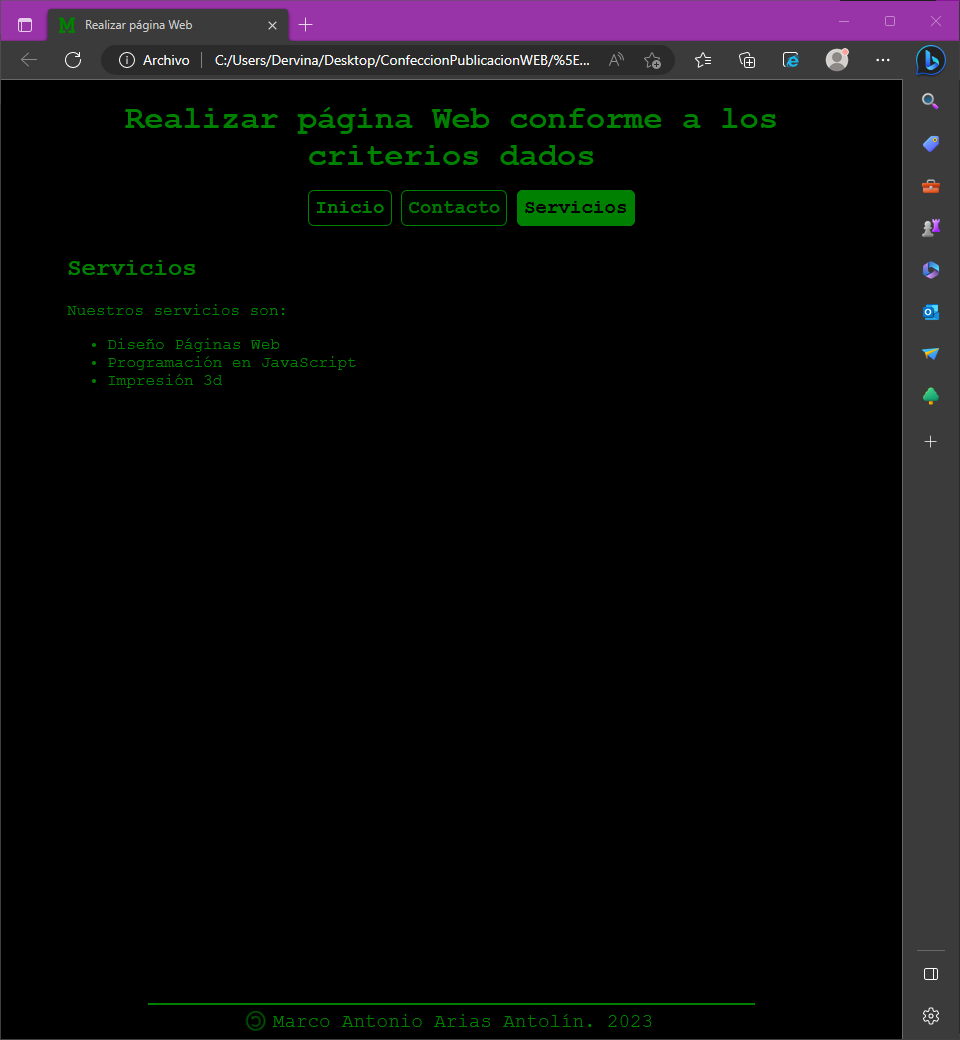 M Realizar página Web
Archivo C:/Users/Dervina/Desktop/ConfeccionPublicacionWEB/%5E...
Realizar página Web conforme a los
criterios dados
Inicio Contacto Servicios
Servicios
Nuestros servicios son:
• Diseño Páginas Web
• Programación en JavaScript
• Impresión 3d
🄯 Marco Antonio Arias Antolín. 2023